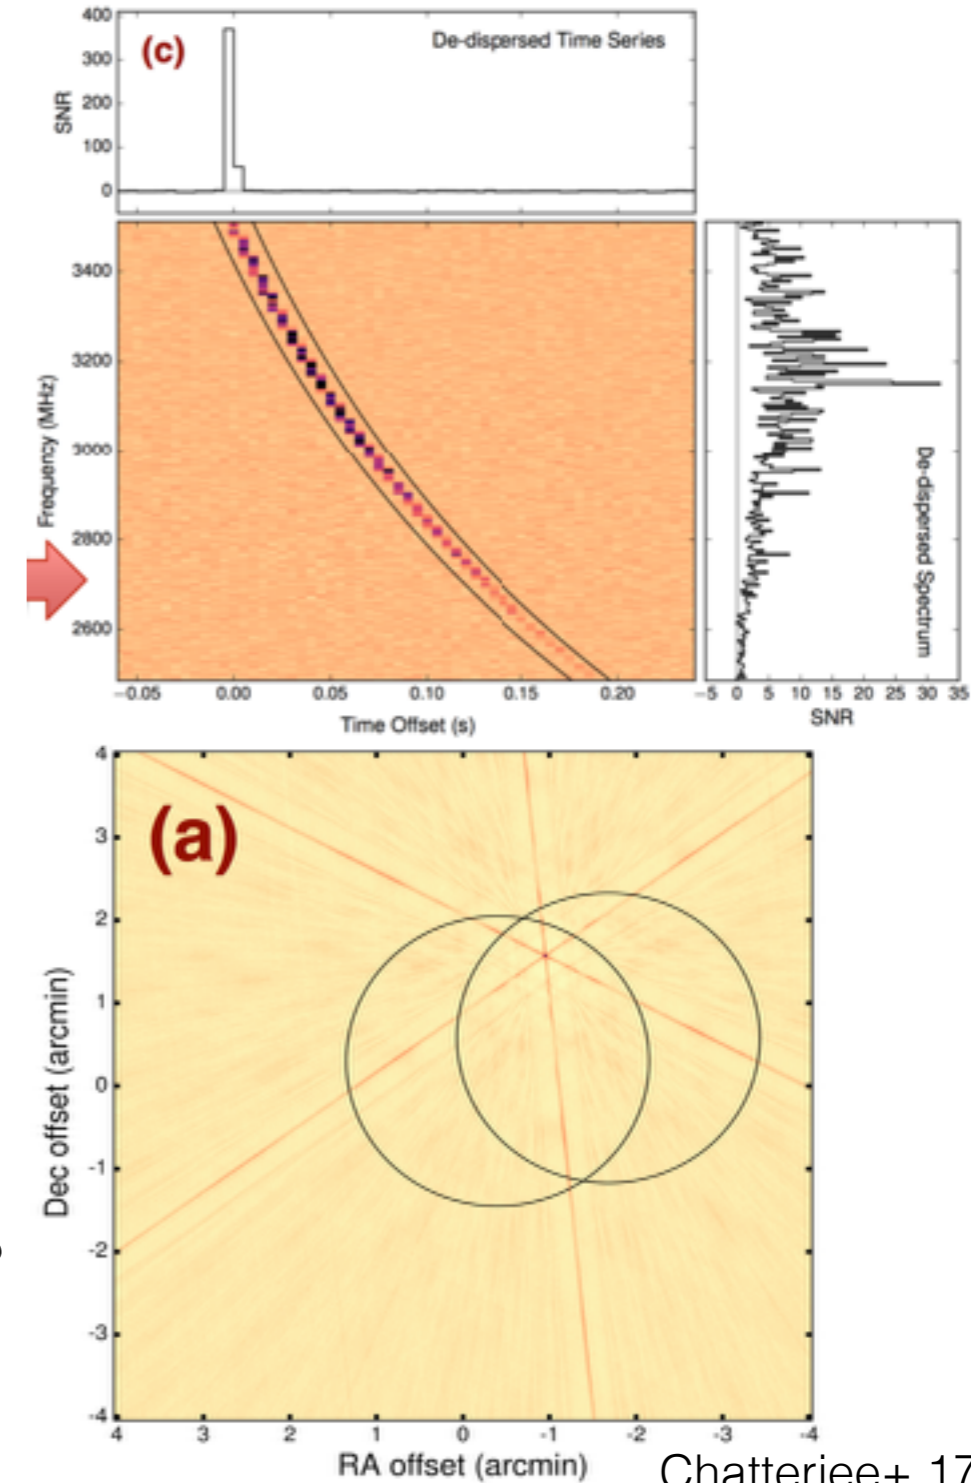 400
300
200
100
0
SNR
(c)
De-dispersed Time Series
3400
3200
3000
2800
2600
Frequency (MHz)
−0.05 0.00 0.05 0.10 0.15 0.20
Time Offset (s)
De-dispersed Spectrum
−5 0 5 10 15 20 25 30 35
SNR
(a)
4
3
2
1
0
-1
-2
-3
-4
Dec offset (arcmin)
4 3 2 1 0 -1 -2 -3 -4
RA offset (arcmin)
Chatterjee+ 17